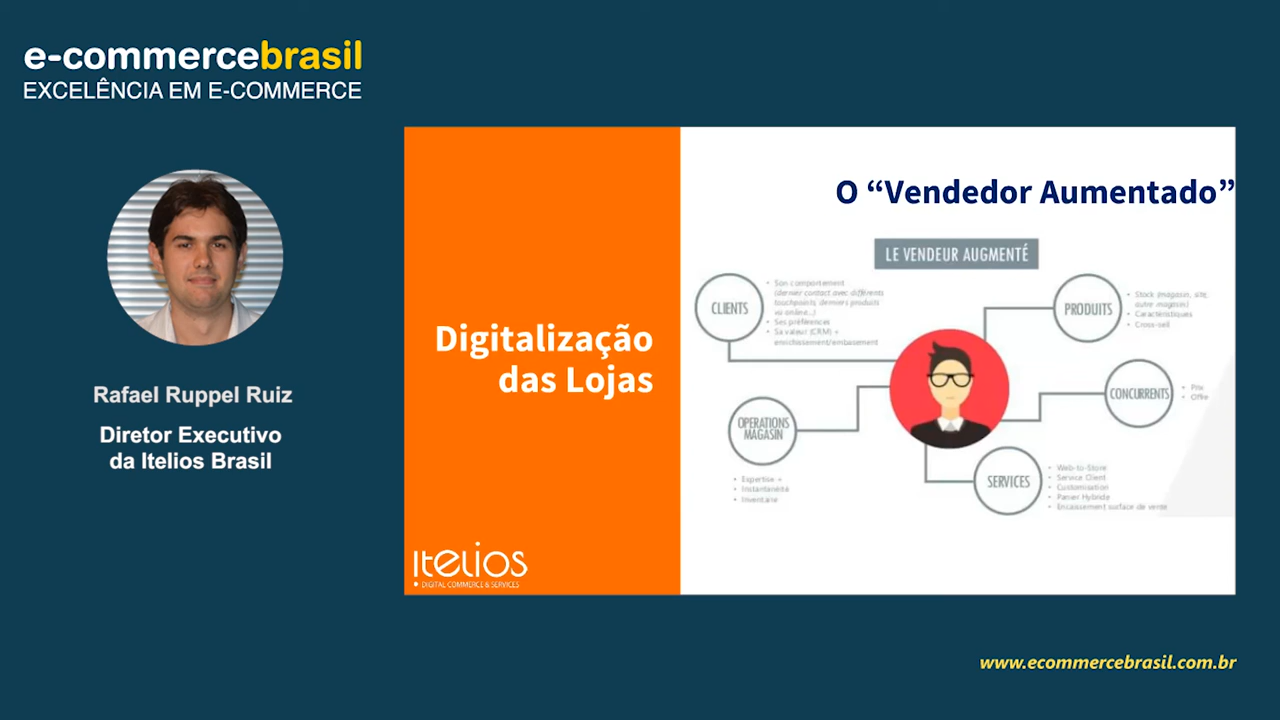 e-commercebrasil
EXCELÊNCIA EM E-COMMERCE
Rafael Ruppel Ruiz
Diretor Executivo
da Itelios Brasil
Digitalização
das Lojas
Itelios
DIGITAL COMMERCE & SERVICES
O “Vendedor Aumentado”
LE VENDEUR AUGMENTÉ
CLIENTS
• Son comportement
(dernier contact avec différents
touchpoints, derniers produits
vu online...)
• Ses préférences
• Sa valeur (CRM) +
enrichissement/embasement
PRODUITS
• Stock (magasin, site,
autre magasin)
• Caractéristiques
• Cross-sell
CONCURRENTS
• Prix
• Offre
OPERATIONS
MAGASIN
• Expertise +
• Instantanéité
• Inventaire
SERVICES
• Web-to-Store
• Service Client
• Customisation
• Panier Hybride
• Encaissement surface de vente
www.ecommercebrasil.com.br